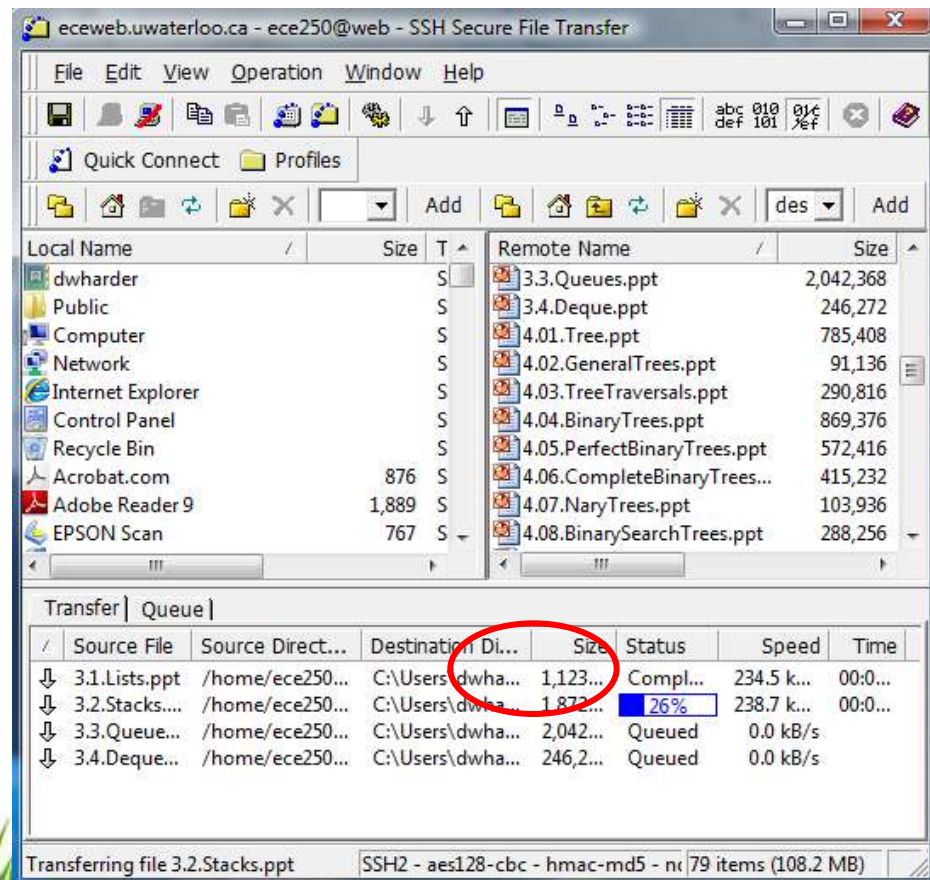 eceweb.uwaterloo.ca - ece250@web - SSH Secure File Transfer
File Edit View Operation Window Help
abc def 010 101
Quick Connect Profiles
Add des Add
Local Name / Size T
dwharder S
Public S
Computer S
Network S
Internet Explorer S
Control Panel S
Recycle Bin S
Acrobat.com 876 S
Adobe Reader 9 1,889 S
EPSON Scan 767 S
Remote Name / Size
3.3.Queues.ppt 2,042,368
3.4.Deque.ppt 246,272
4.01.Tree.ppt 785,408
4.02.GeneralTrees.ppt 91,136
4.03.TreeTraversals.ppt 290,816
4.04.BinaryTrees.ppt 869,376
4.05.PerfectBinaryTrees.ppt 572,416
4.06.CompleteBinaryTrees... 415,232
4.07.NaryTrees.ppt 103,936
4.08.BinarySearchTrees.ppt 288,256
Transfer Queue
/ Source File Source Direct... Destination Di... Size Status Speed Time
3.1.Lists.ppt /home/ece250... C:\Users\dwha... 1,123... Compl... 234.5 k... 00:0...
3.2.Stacks.... /home/ece250... C:\Users\dwha... 1,872... 26% 238.7 k... 00:0...
3.3.Queue... /home/ece250... C:\Users\dwha... 2,042... Queued 0.0 kB/s
3.4.Deque... /home/ece250... C:\Users\dwha... 246,2... Queued 0.0 kB/s
Transferring file 3.2.Stacks.ppt SSH2 - aes128-cbc - hmac-md5 - 79 items (108.2 MB)